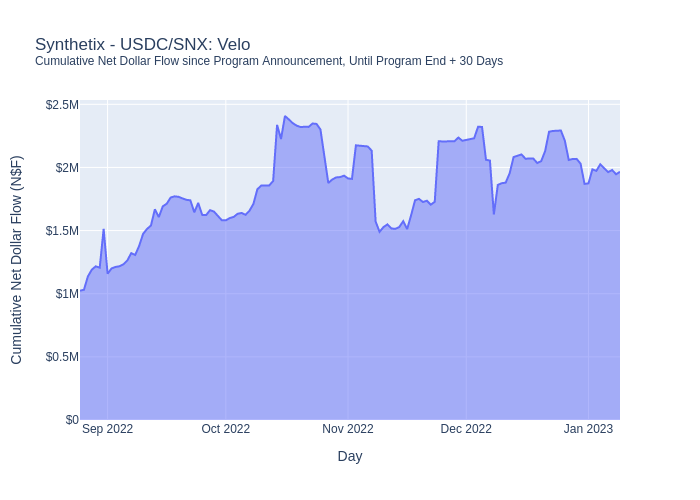 Synthetix - USDC/SNX: Velo
Cumulative Net Dollar Flow since Program Announcement, Until Program End + 30 Days
Cumulative Net Dollar Flow (N$F)
$2.5M
$2M
$1.5M
$1M
$0.5M
$0
Sep 2022
Oct 2022
Nov 2022
Dec 2022
Jan 2023
Day